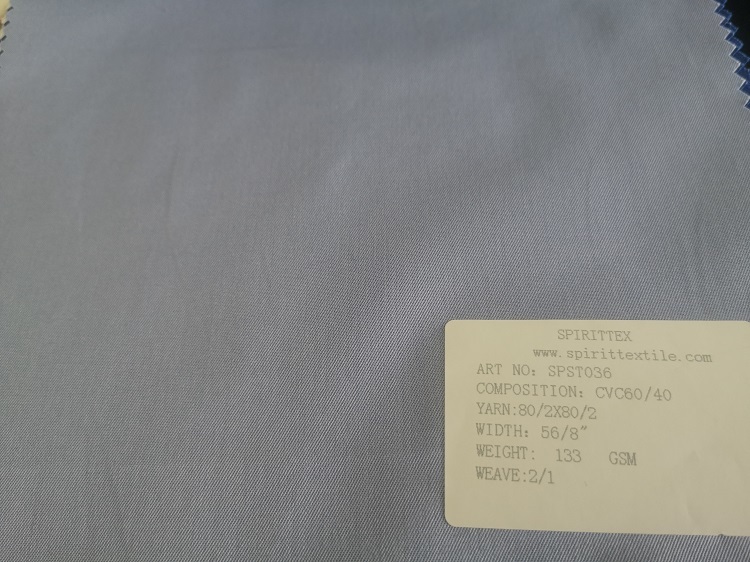 SPIRITTEX
www.spirittextile.com
ART NO: SPST036
COMPOSITION: CVC60/40
YARN:80/2X80/2
WIDTH: 56/8"
WEIGHT: 133 GSM
WEAVE:2/1